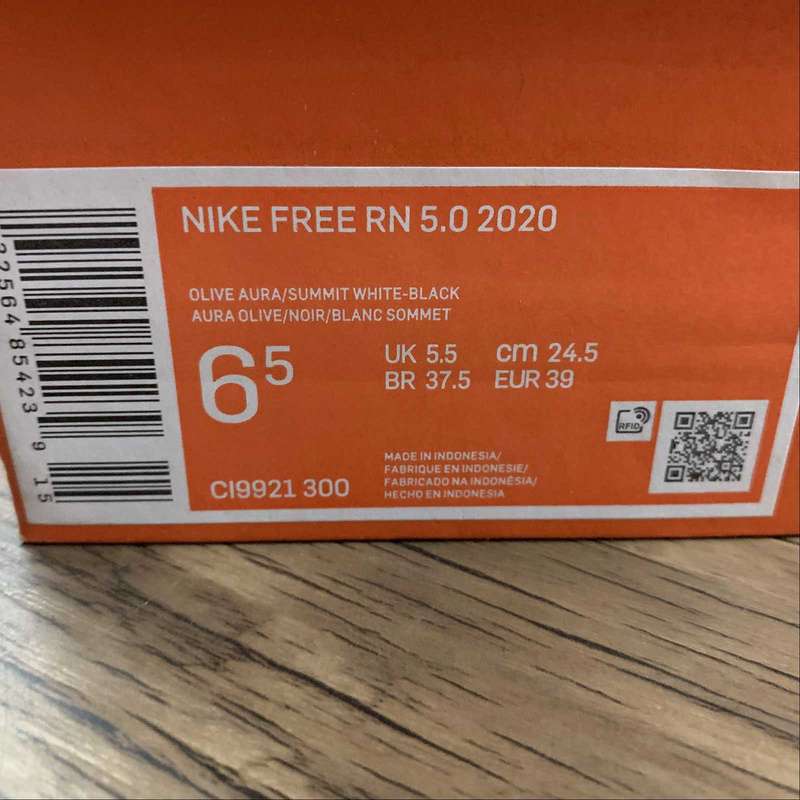 NIKE FREE RN 5.0 2020
OLIVE AURA/SUMMIT WHITE-BLACK
AURA OLIVE/NOIR/BLANC SOMMET
6 5
UK 5.5 cm 24.5
BR 37.5 EUR 39
RFID
MADE IN INDONESIA/
FABRIQUE EN INDONESIE/
FABRICADO NA INDONÉSIA/
HECHO EN INDONESIA
CI9921 300
22564 85423 9 15